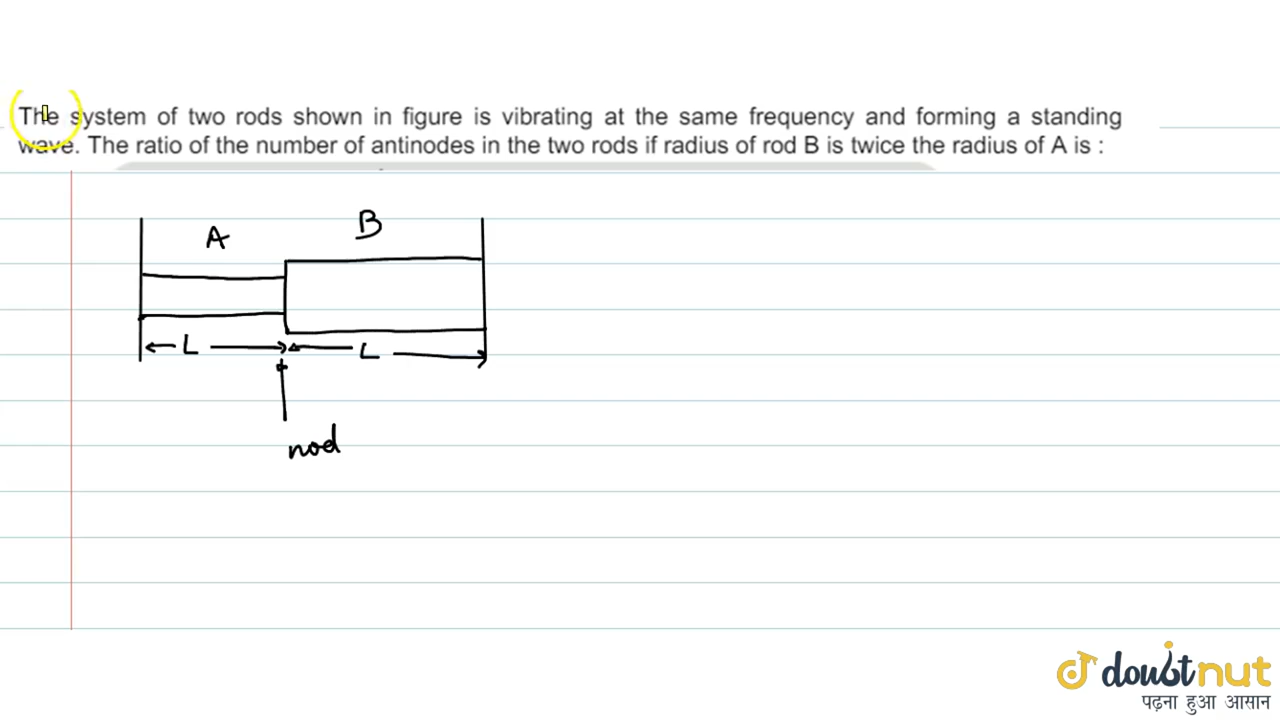 The system of two rods shown in figure is vibrating at the same frequency and forming a standing
wave. The ratio of the number of antinodes in the two rods if radius of rod B is twice the radius of A is :
A
B
L
L
nod
doubtnut
पढ़ना हुआ आसान